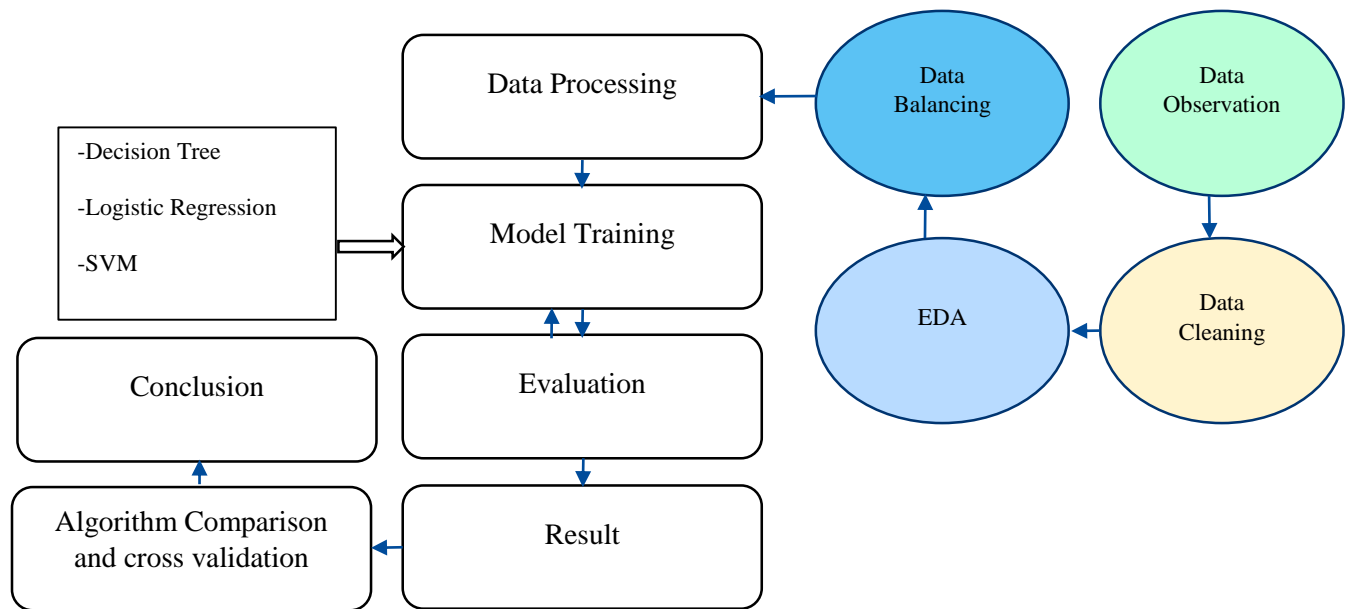 Data Processing
Data
Balancing
Data
Observation
-Decision Tree
-Logistic Regression
-SVM
Model Training
EDA
Data
Cleaning
Conclusion
Evaluation
Algorithm Comparison
and cross validation
Result